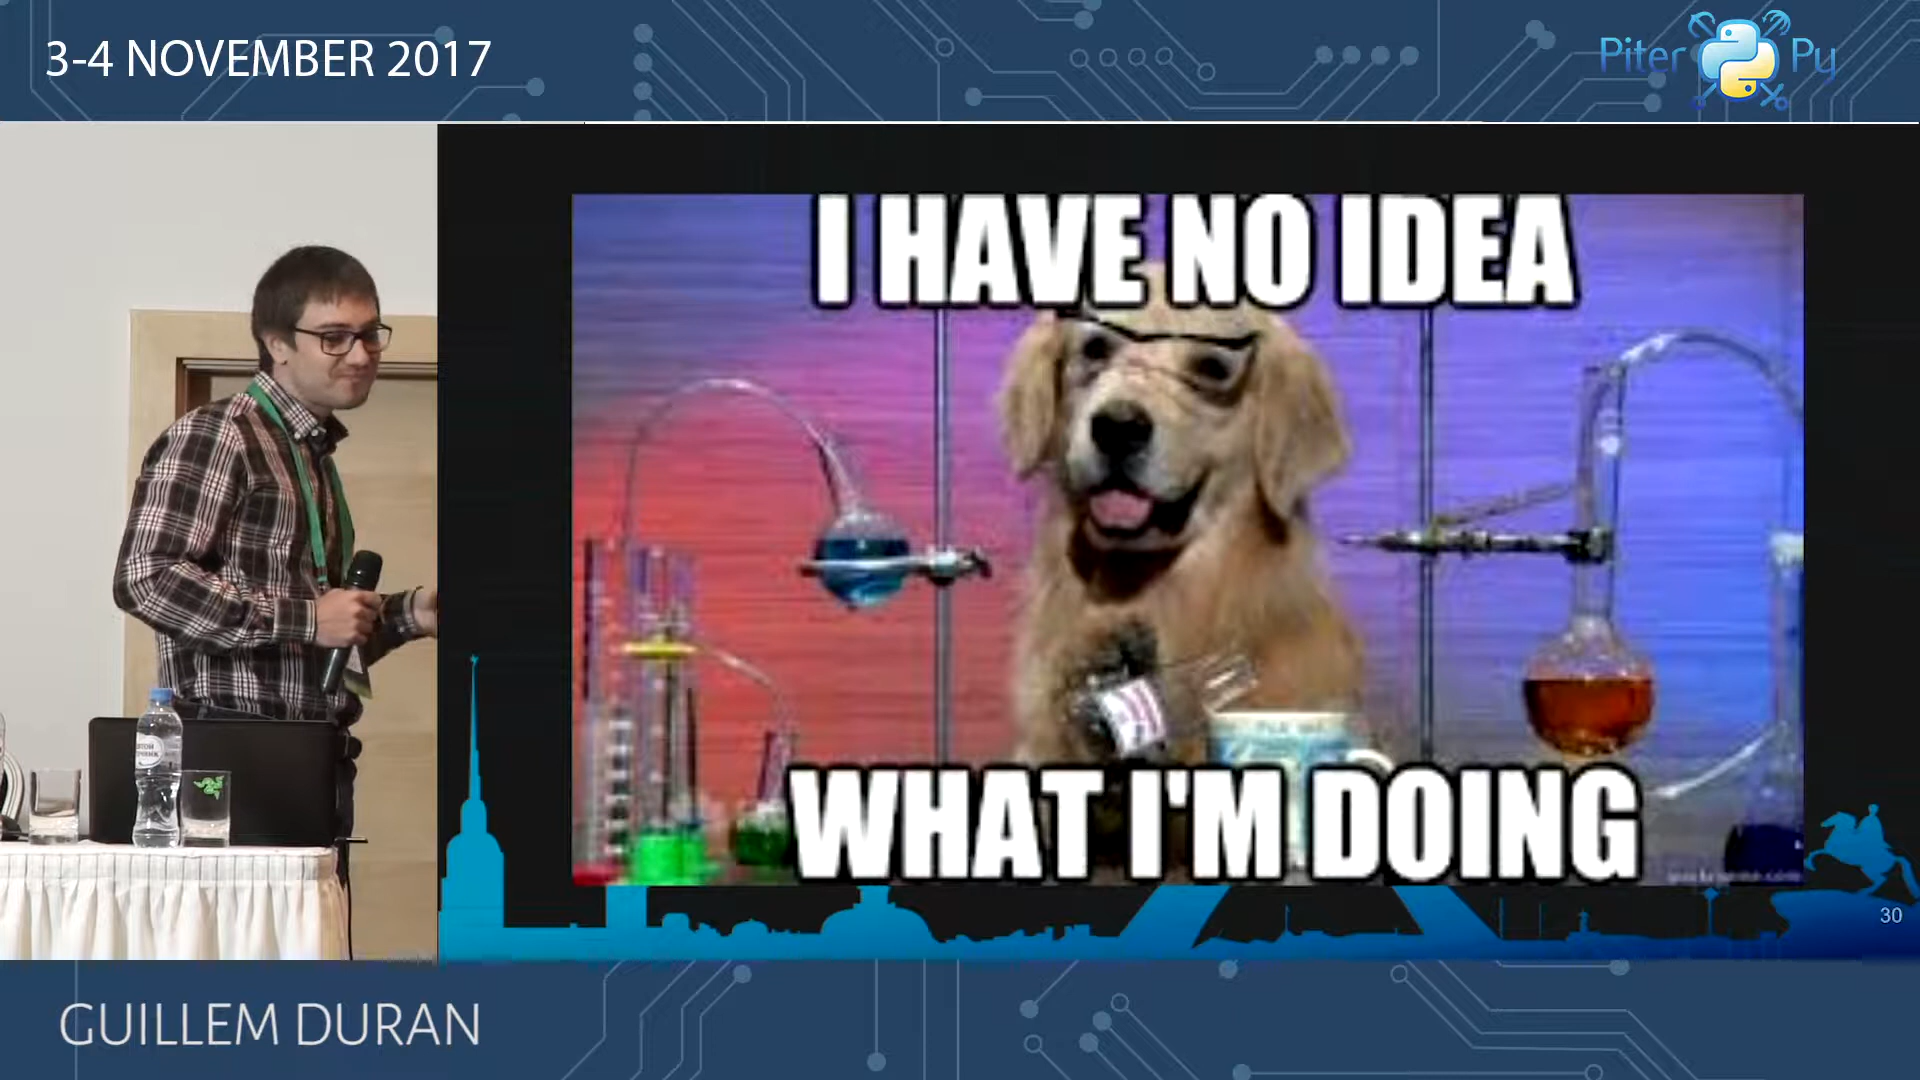 3-4 NOVEMBER 2017
Piter Py
I HAVE NO IDEA
WHAT I'M DOING
30
GUILLEM DURAN